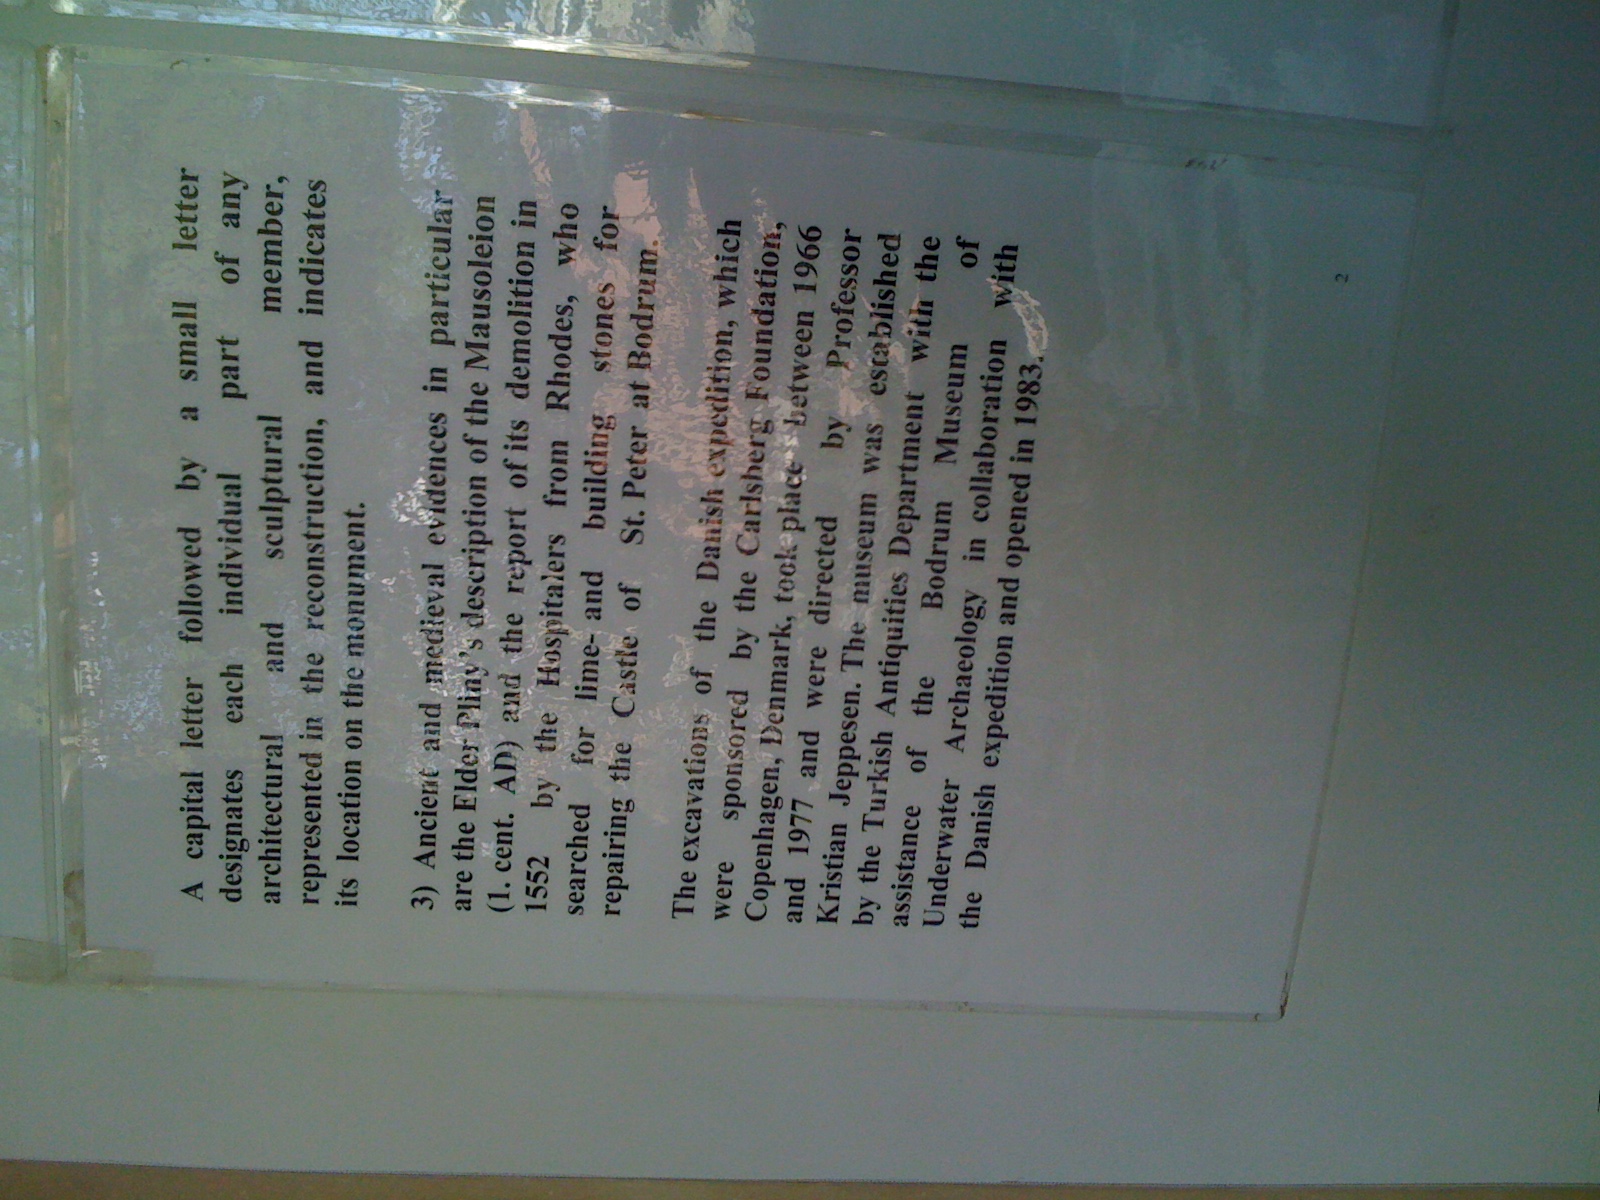 A capital letter followed by a small letter
designates each individual part of any
architectural and sculptural member,
represented in the reconstruction, and indicates
its location on the monument.
3) Ancient and medieval evidences in particular
are the Elder Pliny's description of the Mausoleion
(1. cent. AD) and the report of its demolition in
1552 by the Hospitalers from Rhodes, who
searched for lime- and building stones for
repairing the Castle of St. Peter at Bodrum.
The excavations of the Danish expedition, which
were sponsored by the Carlsberg Foundation,
Copenhagen, Denmark, took place between 1966
and 1977 and were directed by Professor
Kristian Jeppesen. The museum was established
by the Turkish Antiquities Department with the
assistance of the Bodrum Museum of
Underwater Archaeology in collaboration with
the Danish expedition and opened in 1983.
2